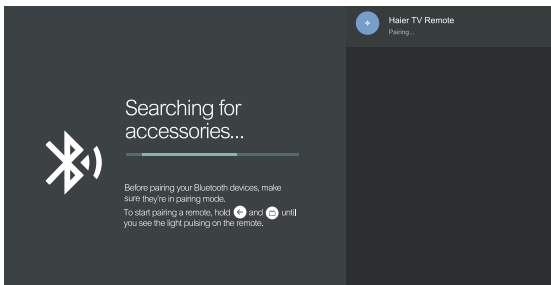 Searching for
accessories...
Before pairing your Bluetooth devices, make
sure they're in pairing mode.
To start pairing a remote, hold and until
you see the light pulsing on the remote.
Haier TV Remote
Pairing...